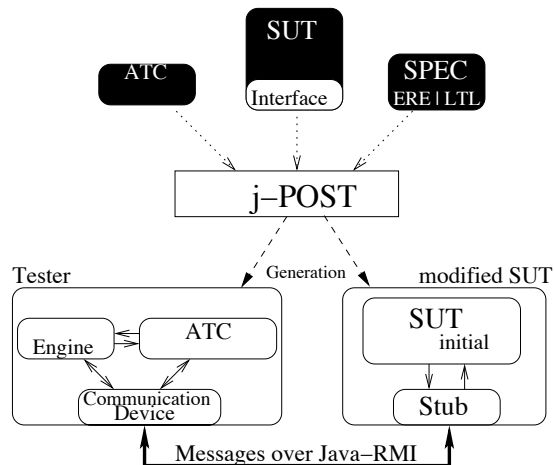 SUT
ATC
SPEC
Interface
ERE | LTL
j–POST
Tester
Generation
modified SUT
SUT
initial
ATC
Engine
Communication
Device
Stub
Messages over Java–RMI